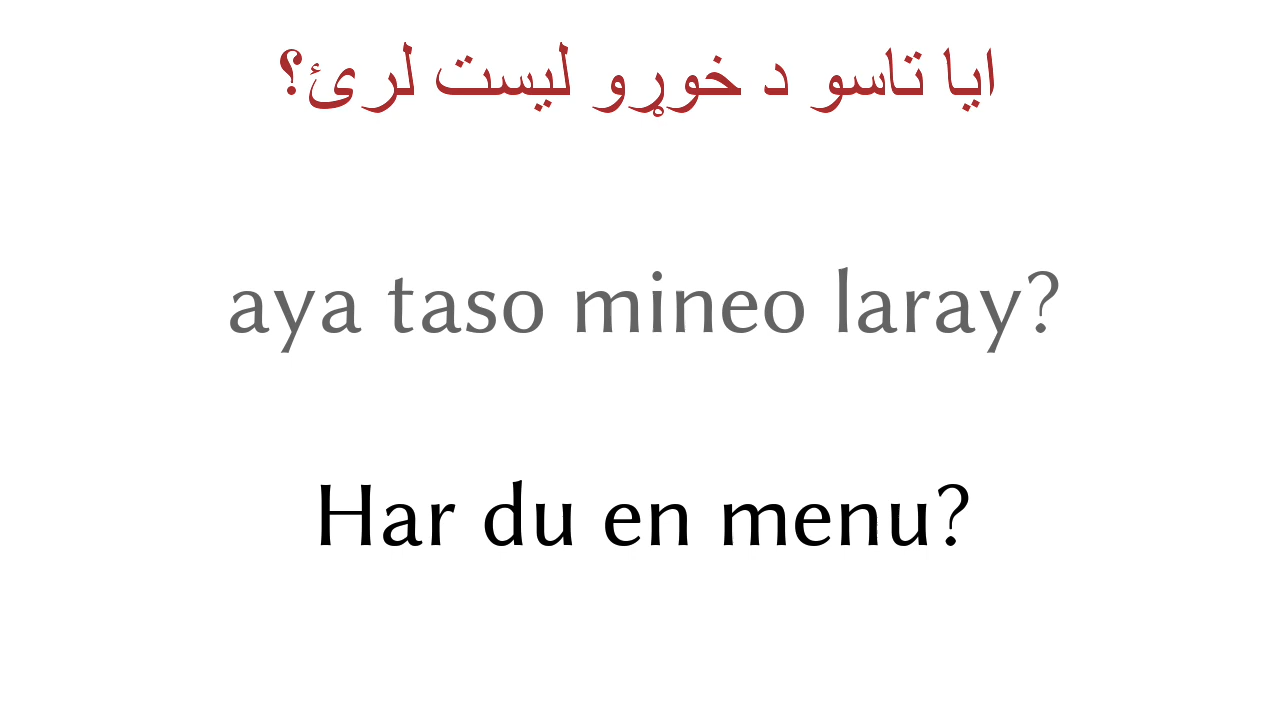 ایا تاسو د خوړو لیست لرئ؟
aya taso mineo laray?
Har du en menu?